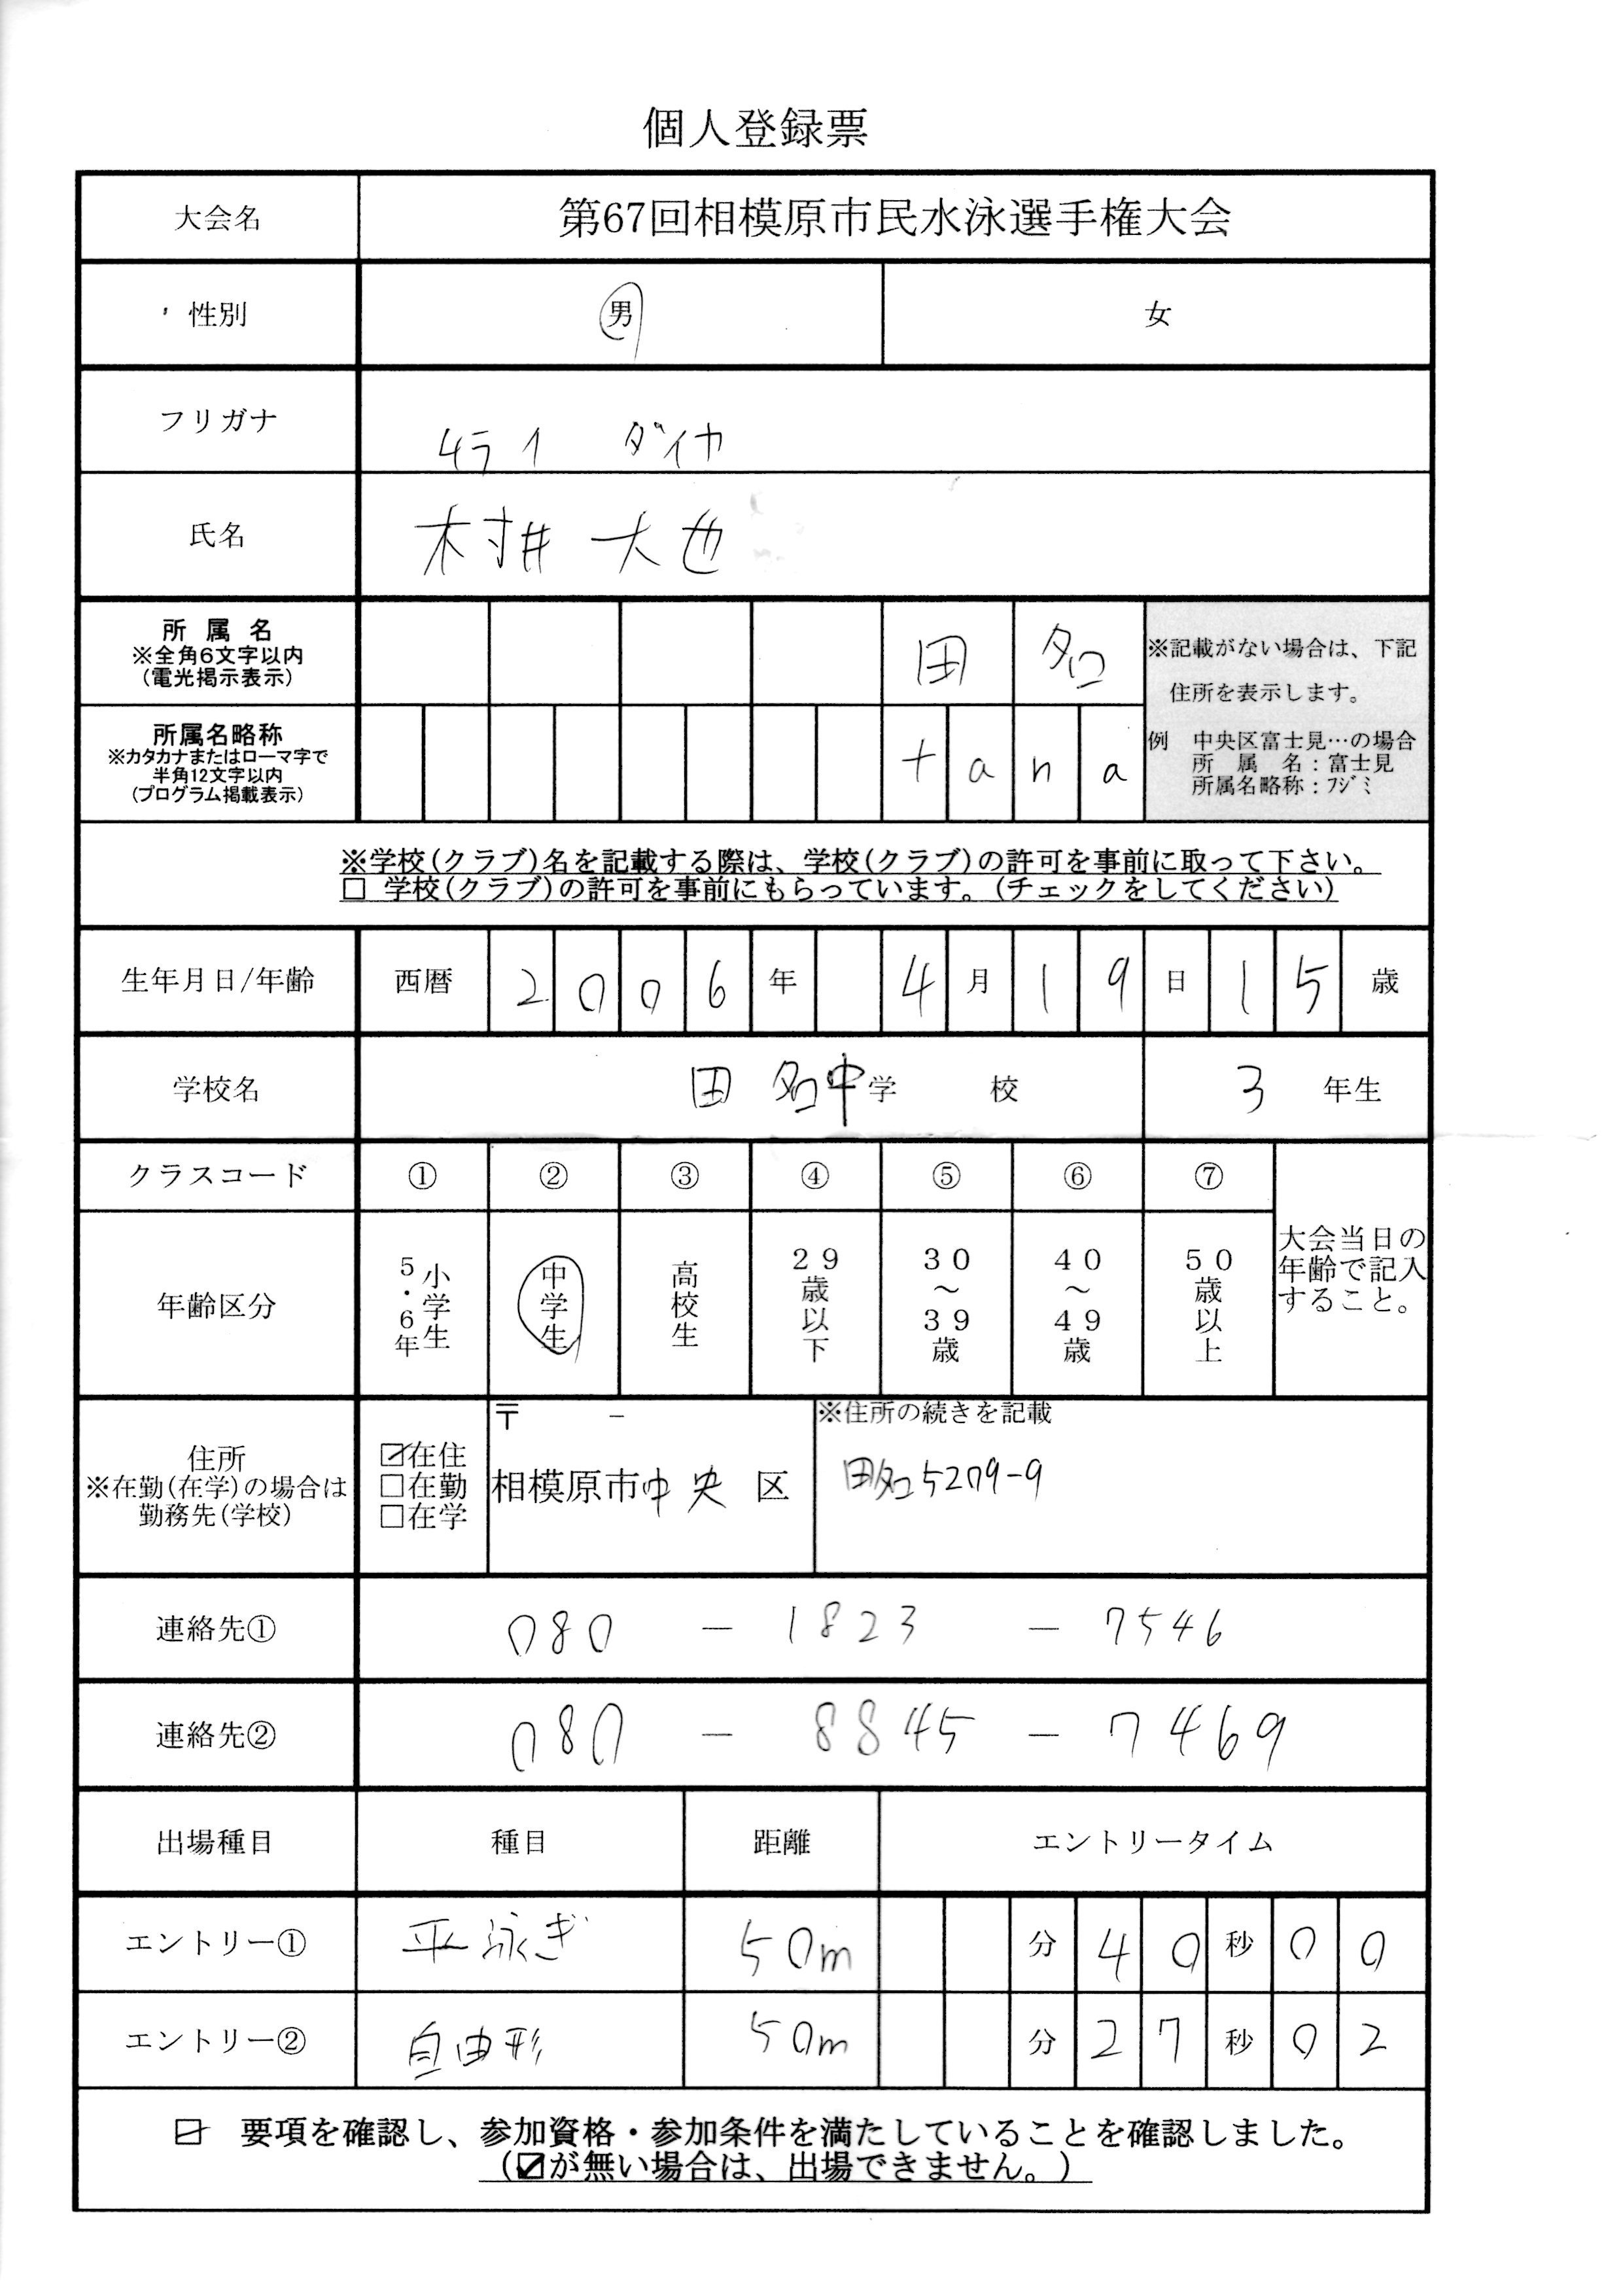 個人登録票
大会名 第67回相模原市民水泳選手権大会
性別 男 女
フリガナ ムライ ダイヤ
氏名 村井 大也
所属名 ※全角6文字以内 (電光掲示表示) 田名
※記載がない場合は、下記
住所を表示します。
所属名略称 ※カタカナまたはローマ字で 半角12文字以内 (プログラム掲載表示) tana
例 中央区富士見…の場合
所属名:富士見
所属名略称:フジミ
※学校(クラブ)名を記載する際は、学校(クラブ)の許可を事前に取って下さい。
□ 学校(クラブ)の許可を事前にもらっています。(チェックをしてください)
生年月日/年齢 西暦 2006年 4月19日 15歳
学校名 田名中学校 3年生
クラスコード ① ② ③ ④ ⑤ ⑥ ⑦
年齢区分 小学生5・6年 中学生 高校生 29歳以下 30~39歳 40~49歳 50歳以上
大会当日の
年齢で記入
すること。
住所
※在勤(在学)の場合は
勤務先(学校)
☑在住
□在勤
□在学
〒 -
相模原市中央区
※住所の続きを記載
田名5279-9
連絡先① 080 - 1823 - 7546
連絡先② 080 - 8845 - 7469
出場種目 種目 距離 エントリータイム
エントリー① 平泳ぎ 50m 分40秒00
エントリー② 自由形 50m 分27秒02
☑ 要項を確認し、参加資格・参加条件を満たしていることを確認しました。
(☑が無い場合は、出場できません。)